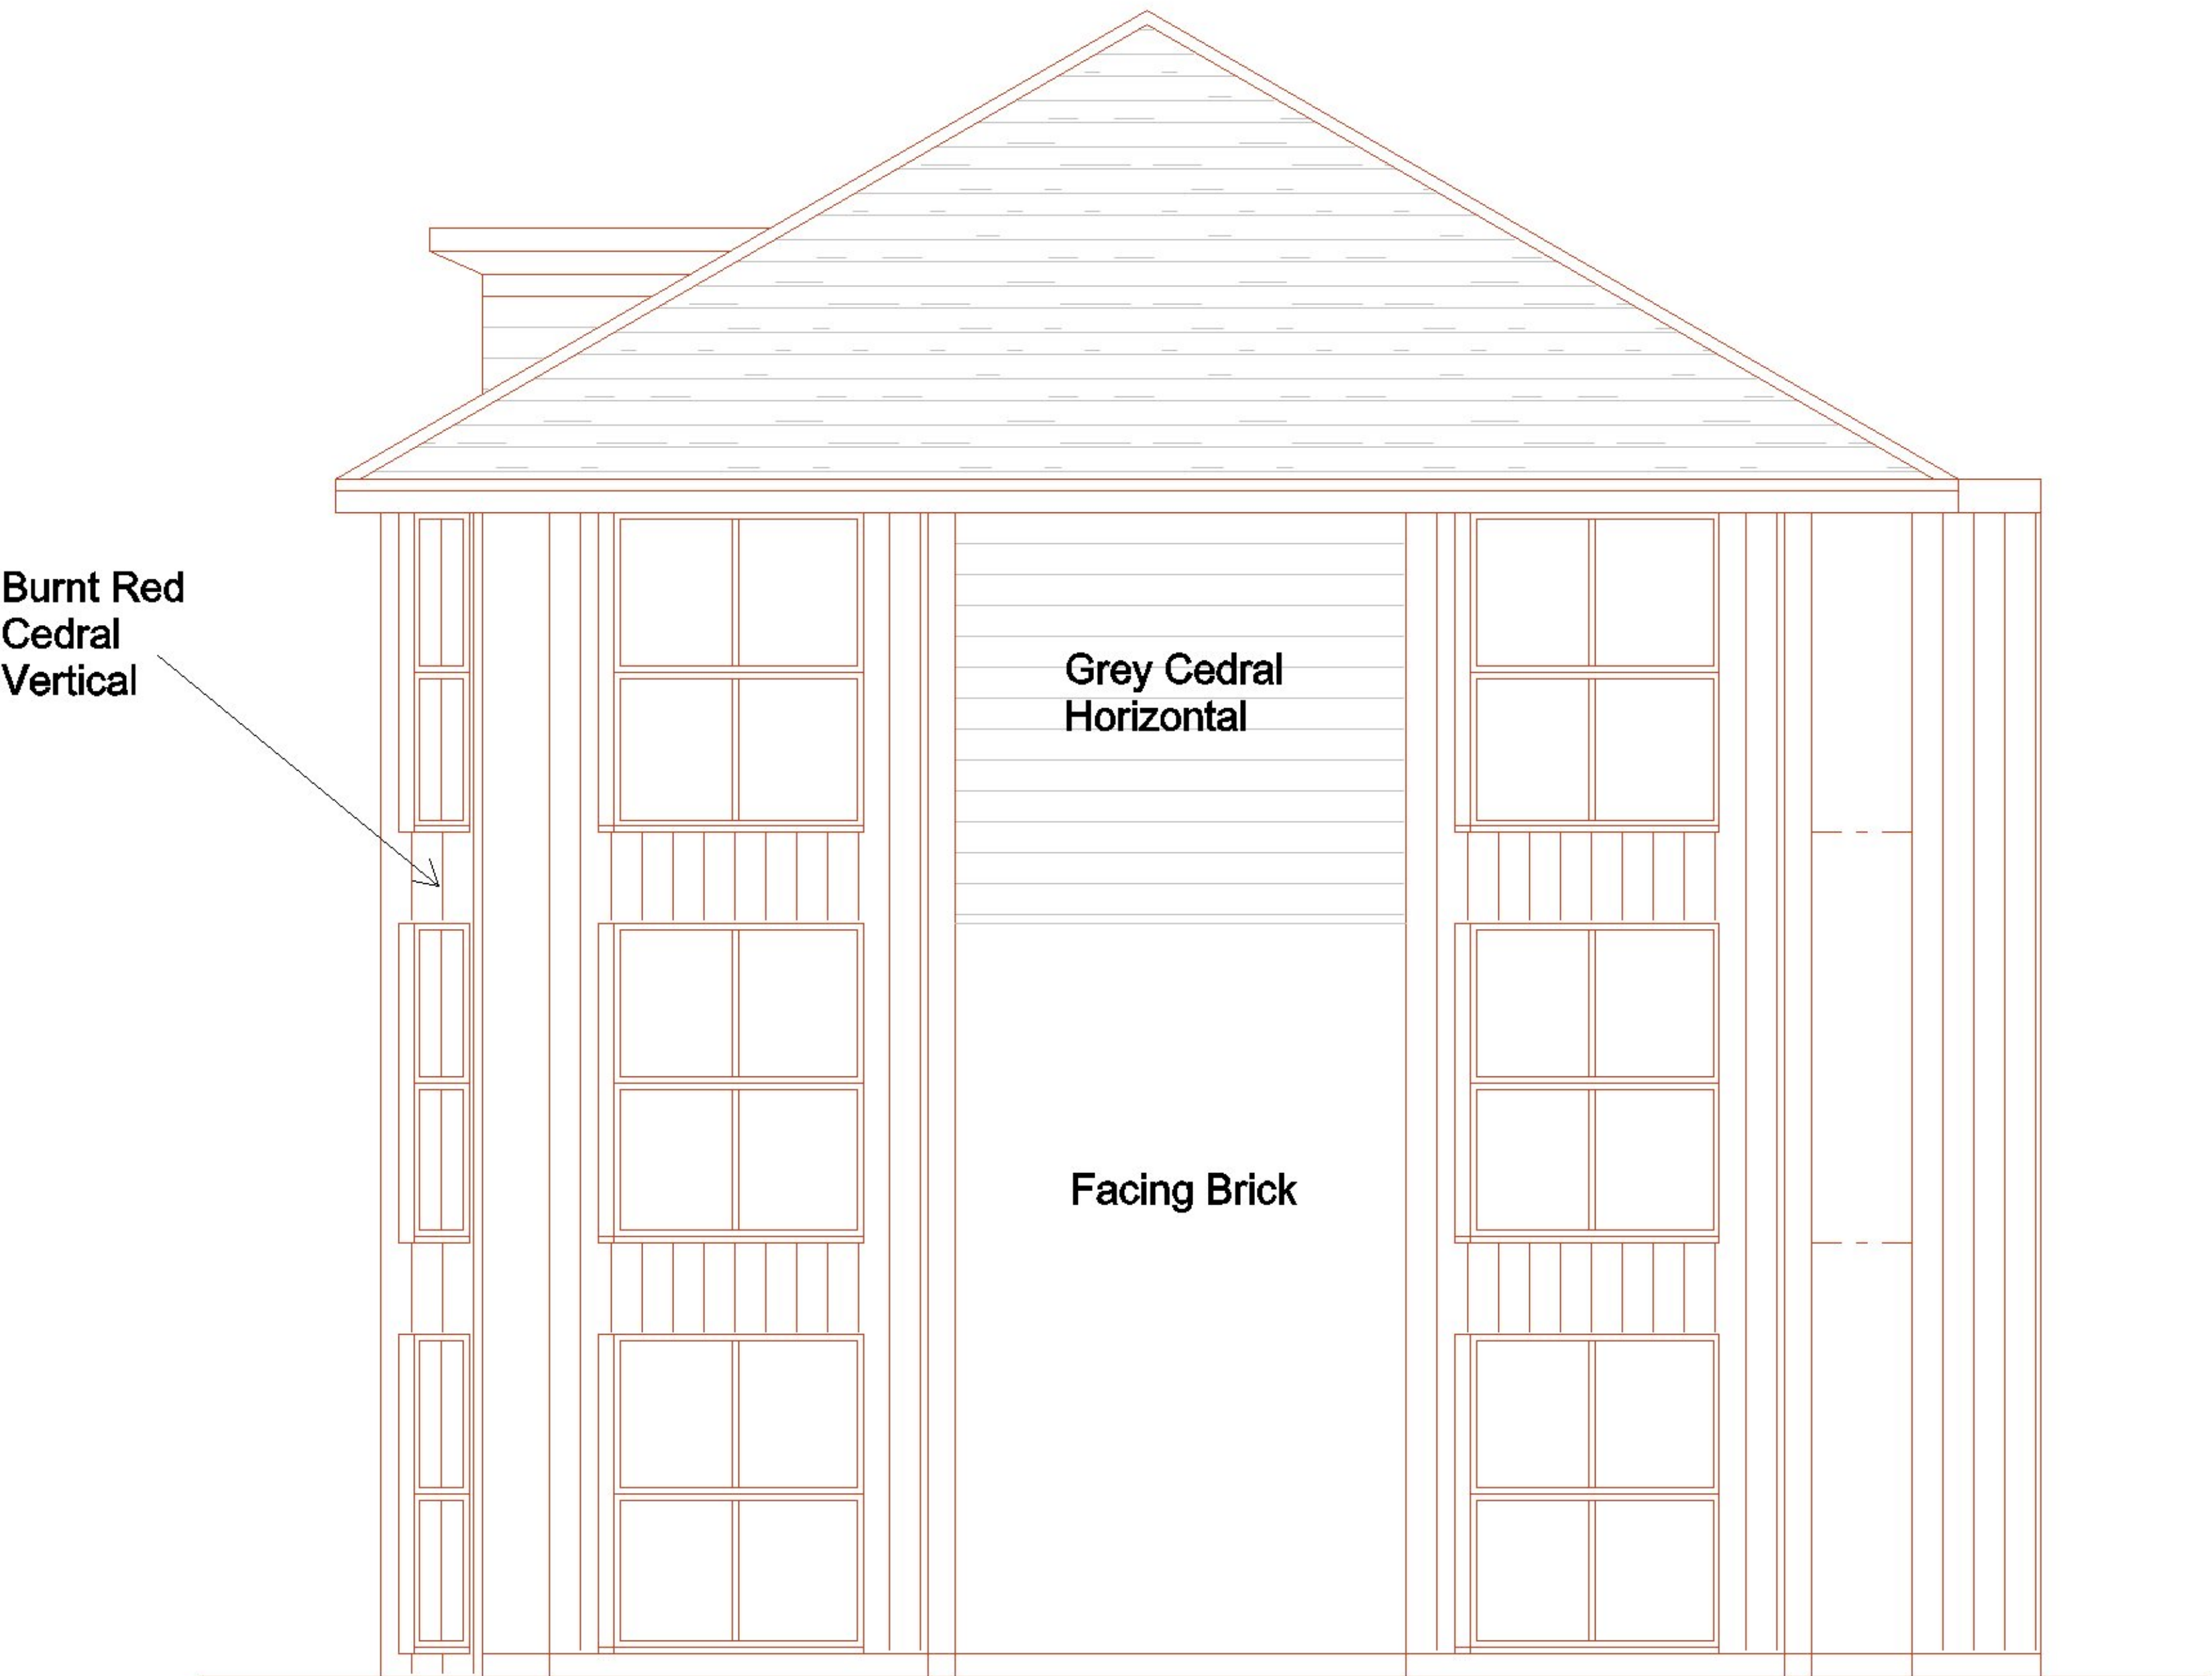 Burnt Red
Cedral
Vertical
Grey Cedral
Horizontal
Facing Brick